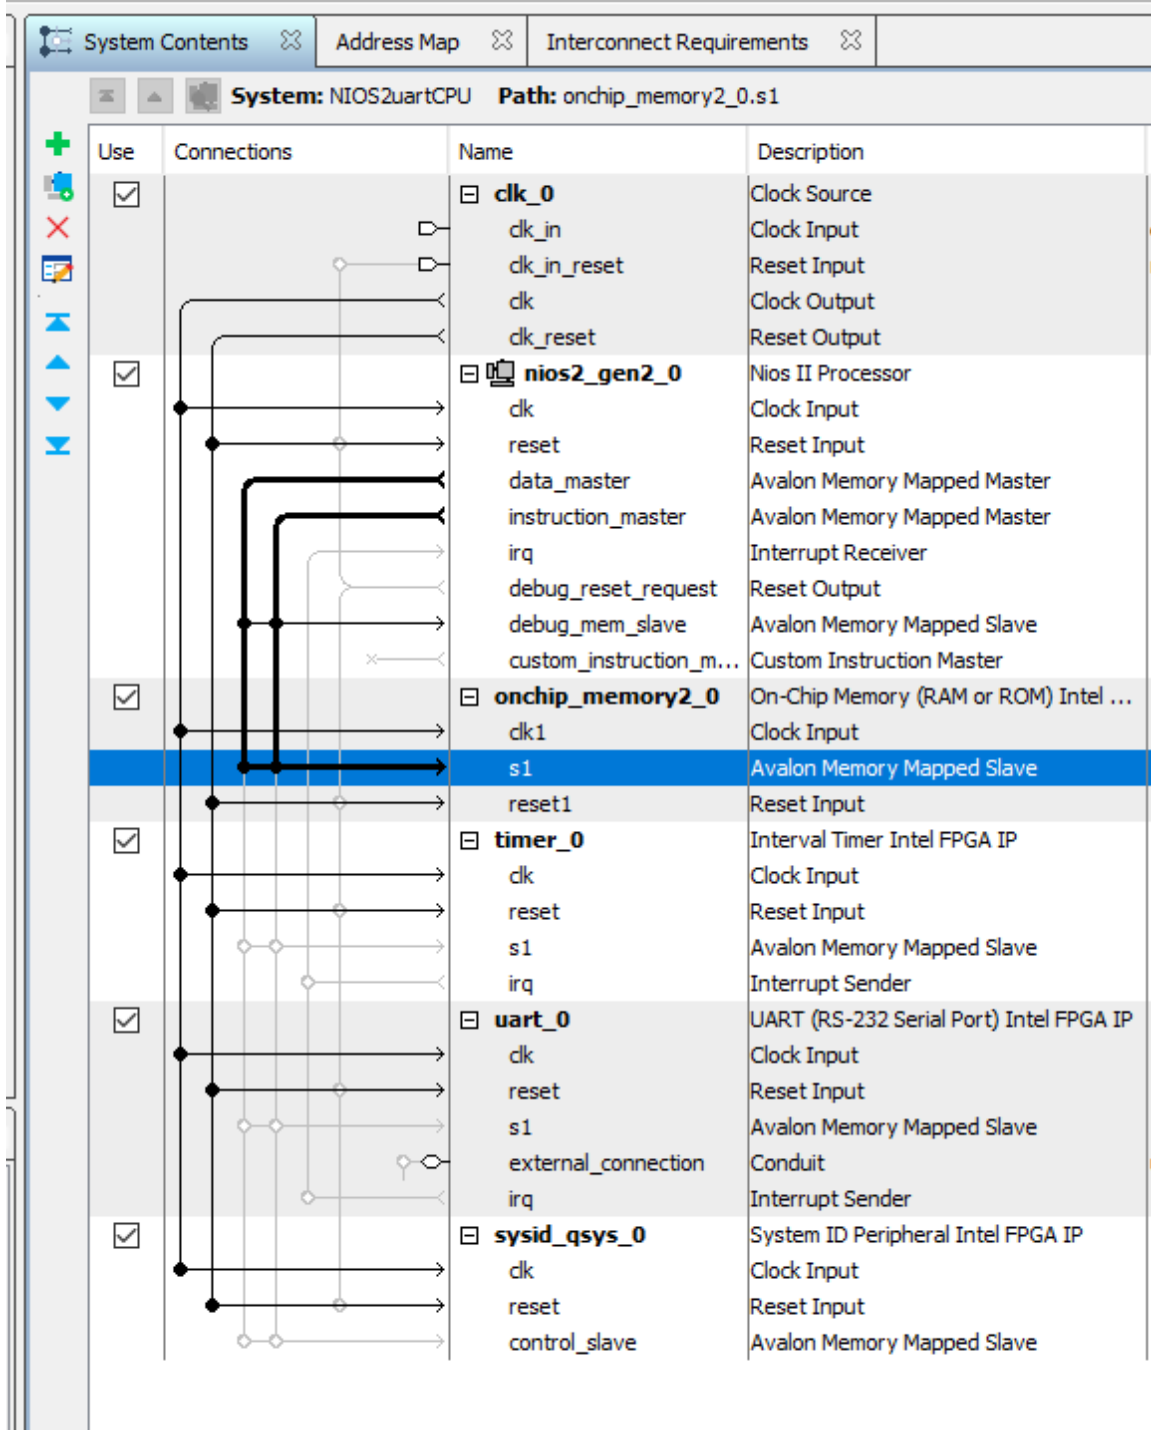 System Contents Address Map Interconnect Requirements
System: NIOS2uartCPU Path: onchip_memory2_0.s1
Use Connections Name Description
clk_0 Clock Source
clk_in Clock Input
clk_in_reset Reset Input
clk Clock Output
clk_reset Reset Output
nios2_gen2_0 Nios II Processor
clk Clock Input
reset Reset Input
data_master Avalon Memory Mapped Master
instruction_master Avalon Memory Mapped Master
irq Interrupt Receiver
debug_reset_request Reset Output
debug_mem_slave Avalon Memory Mapped Slave
custom_instruction_m... Custom Instruction Master
onchip_memory2_0 On-Chip Memory (RAM or ROM) Intel ...
clk1 Clock Input
s1 Avalon Memory Mapped Slave
reset1 Reset Input
timer_0 Interval Timer Intel FPGA IP
clk Clock Input
reset Reset Input
s1 Avalon Memory Mapped Slave
irq Interrupt Sender
uart_0 UART (RS-232 Serial Port) Intel FPGA IP
clk Clock Input
reset Reset Input
s1 Avalon Memory Mapped Slave
external_connection Conduit
irq Interrupt Sender
sysid_qsys_0 System ID Peripheral Intel FPGA IP
clk Clock Input
reset Reset Input
control_slave Avalon Memory Mapped Slave